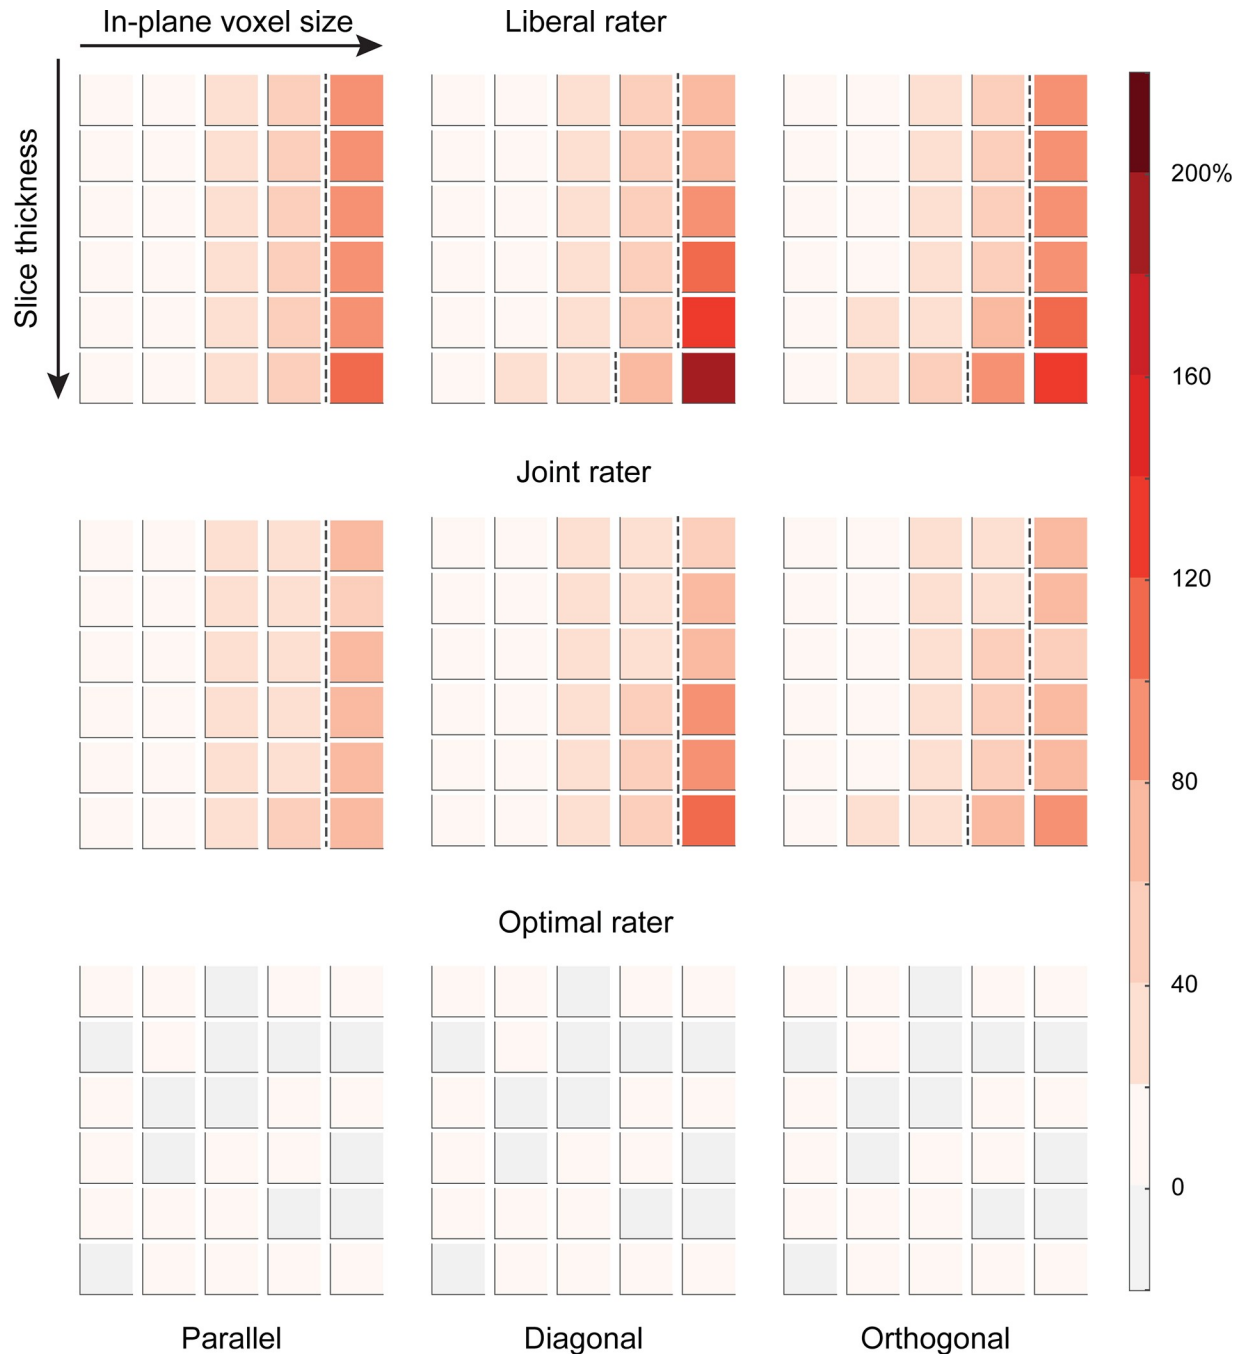 In-plane voxel size
Liberal rater
Slice thickness
200%
160
120
80
40
0
Joint rater
Optimal rater
Parallel
Diagonal
Orthogonal